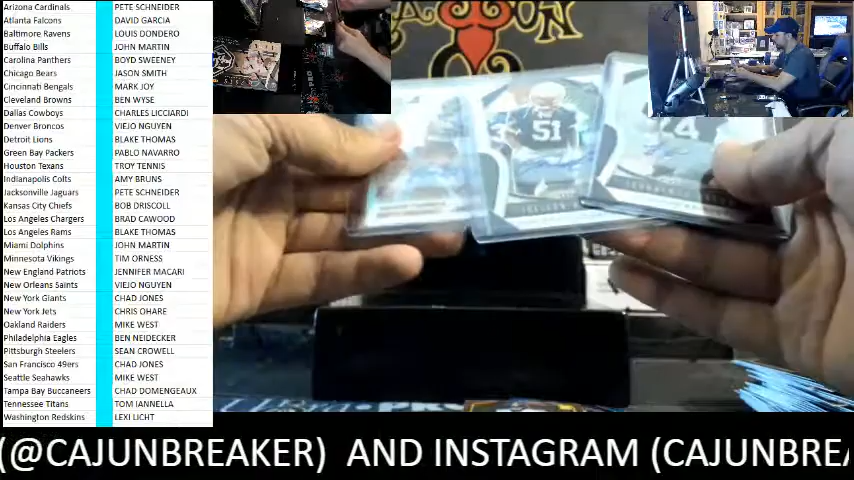 Arizona Cardinals PETE SCHNEIDER
Atlanta Falcons DAVID GARCIA
Baltimore Ravens LOUIS DONDERO
Buffalo Bills JOHN MARTIN
Carolina Panthers BOYD SWEENEY
Chicago Bears JASON SMITH
Cincinnati Bengals MARK JOY
Cleveland Browns BEN WYSE
Dallas Cowboys CHARLES LICCIARDI
Denver Broncos VIEJO NGUYEN
Detroit Lions BLAKE THOMAS
Green Bay Packers PABLO NAVARRO
Houston Texans TROY TENNIS
Indianapolis Colts AMY BRUNS
Jacksonville Jaguars PETE SCHNEIDER
Kansas City Chiefs BOB DRISCOLL
Los Angeles Chargers BRAD CAWOOD
Los Angeles Rams BLAKE THOMAS
Miami Dolphins JOHN MARTIN
Minnesota Vikings TIM ORNESS
New England Patriots JENNIFER MACARI
New Orleans Saints VIEJO NGUYEN
New York Giants CHAD JONES
New York Jets CHRIS OHARE
Oakland Raiders MIKE WEST
Philadelphia Eagles BEN NEIDECKER
Pittsburgh Steelers SEAN CROWELL
San Francisco 49ers CHAD JONES
Seattle Seahawks MIKE WEST
Tampa Bay Buccaneers CHAD DOMENGEAUX
Tennessee Titans TOM IANNELLA
Washington Redskins LEXI LICHT
51
(@CAJUNBREAKER) AND INSTAGRAM (CAJUNBREA